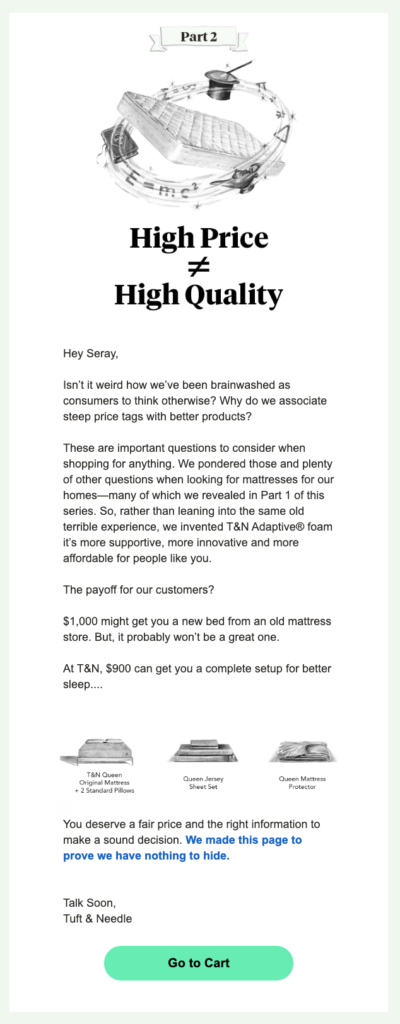 Part 2
E=mc²
High Price
≠
High Quality
Hey Seray,
Isn’t it weird how we’ve been brainwashed as
consumers to think otherwise? Why do we associate
steep price tags with better products?
These are important questions to consider when
shopping for anything. We pondered those and plenty
of other questions when looking for mattresses for our
homes—many of which we revealed in Part 1 of this
series. So, rather than leaning into the same old
terrible experience, we invented T&N Adaptive® foam
it’s more supportive, more innovative and more
affordable for people like you.
The payoff for our customers?
$1,000 might get you a new bed from an old mattress
store. But, it probably won’t be a great one.
At T&N, $900 can get you a complete setup for better
sleep....
T&N Queen
Original Mattress
+ 2 Standard Pillows
Queen Jersey
Sheet Set
Queen Mattress
Protector
You deserve a fair price and the right information to
make a sound decision. We made this page to
prove we have nothing to hide.
Talk Soon,
Tuft & Needle
Go to Cart